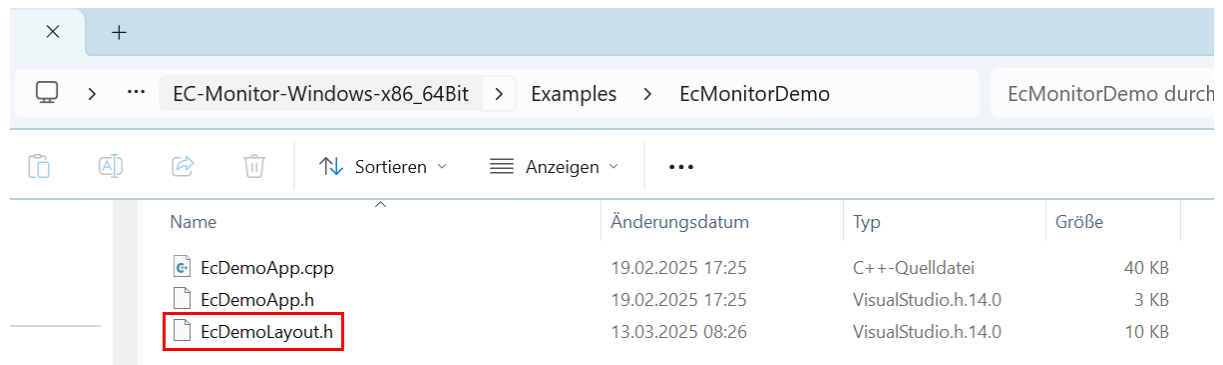 EC-Monitor-Windows-x86_64Bit > Examples > EcMonitorDemo EcMonitorDemo durch
Sortieren Anzeigen
Name Änderungsdatum Typ Größe
EcDemoApp.cpp 19.02.2025 17:25 C++-Quelldatei 40 KB
EcDemoApp.h 19.02.2025 17:25 VisualStudio.h.14.0 3 KB
EcDemoLayout.h 13.03.2025 08:26 VisualStudio.h.14.0 10 KB